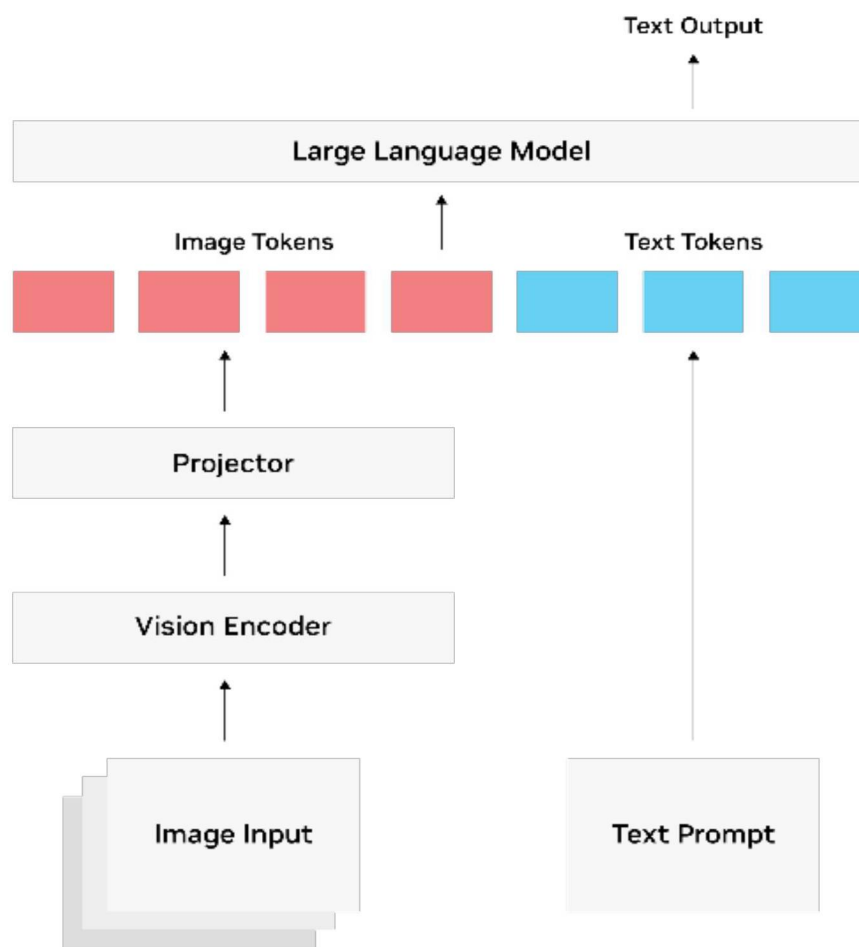 Text Output
Large Language Model
Image Tokens
Text Tokens
Projector
Vision Encoder
Image Input
Text Prompt